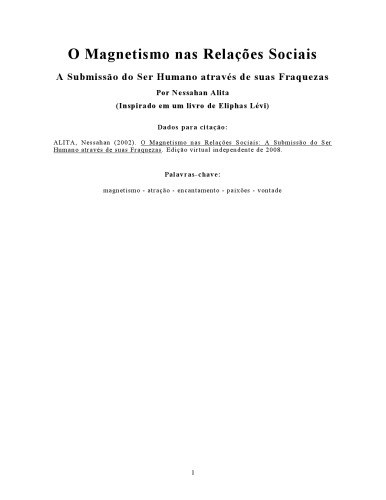 O Magnetismo nas Relações Sociais
A Submissão do Ser Humano através de suas Fraquezas
Por Nessahan Alita
(Inspirado em um livro de Eliphas Lévi)
Dados para citação:
ALITA, Nessahan (2002). O Magnetismo nas Relações Sociais: A Submissão do Ser
Humano através de suas Fraquezas. Edição virtual independente de 2008.
Palavras-chave:
magnetismo - atração - encantamento - paixões - vontade
1